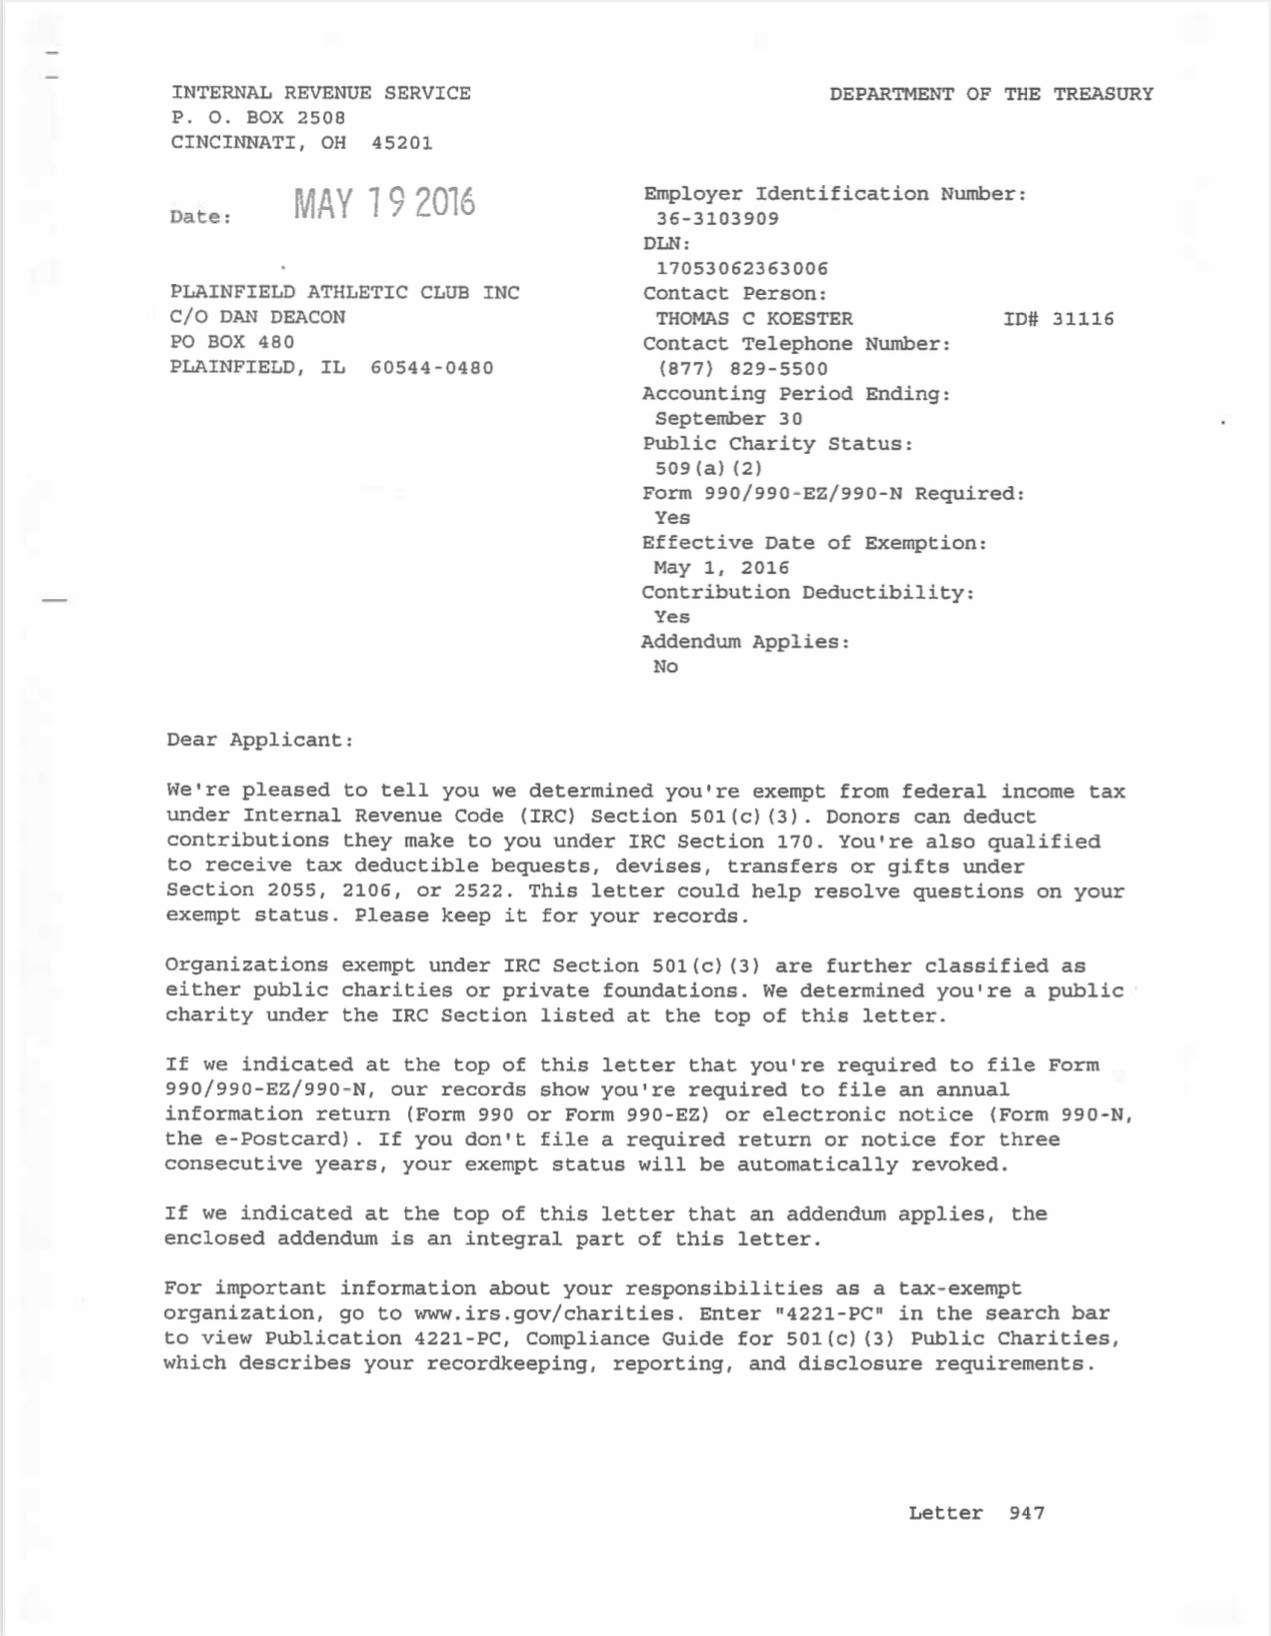 INTERNAL REVENUE SERVICE
P. O. BOX 2508
CINCINNATI, OH 45201
DEPARTMENT OF THE TREASURY
Date: MAY 19 2016
PLAINFIELD ATHLETIC CLUB INC
C/O DAN DEACON
PO BOX 480
PLAINFIELD, IL 60544-0480
Employer Identification Number:
36-3103909
DLN:
17053062363006
Contact Person:
THOMAS C KOESTER ID# 31116
Contact Telephone Number:
(877) 829-5500
Accounting Period Ending:
September 30
Public Charity Status:
509(a)(2)
Form 990/990-EZ/990-N Required:
Yes
Effective Date of Exemption:
May 1, 2016
Contribution Deductibility:
Yes
Addendum Applies:
No
Dear Applicant:
We're pleased to tell you we determined you're exempt from federal income tax
under Internal Revenue Code (IRC) Section 501(c)(3). Donors can deduct
contributions they make to you under IRC Section 170. You're also qualified
to receive tax deductible bequests, devises, transfers or gifts under
Section 2055, 2106, or 2522. This letter could help resolve questions on your
exempt status. Please keep it for your records.
Organizations exempt under IRC Section 501(c)(3) are further classified as
either public charities or private foundations. We determined you're a public
charity under the IRC Section listed at the top of this letter.
If we indicated at the top of this letter that you're required to file Form
990/990-EZ/990-N, our records show you're required to file an annual
information return (Form 990 or Form 990-EZ) or electronic notice (Form 990-N,
the e-Postcard). If you don't file a required return or notice for three
consecutive years, your exempt status will be automatically revoked.
If we indicated at the top of this letter that an addendum applies, the
enclosed addendum is an integral part of this letter.
For important information about your responsibilities as a tax-exempt
organization, go to www.irs.gov/charities. Enter "4221-PC" in the search bar
to view Publication 4221-PC, Compliance Guide for 501(c)(3) Public Charities,
which describes your recordkeeping, reporting, and disclosure requirements.
Letter 947